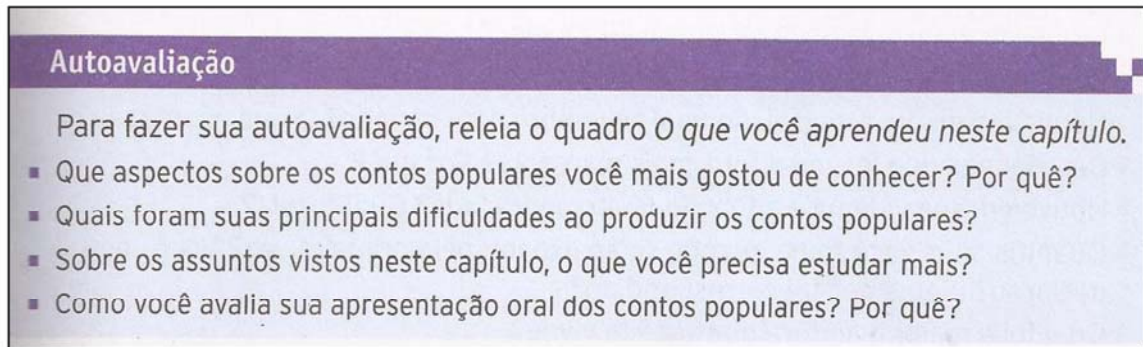 Autoavaliação
Para fazer sua autoavaliação, releia o quadro O que você aprendeu neste capítulo.
▪ Que aspectos sobre os contos populares você mais gostou de conhecer? Por quê?
▪ Quais foram suas principais dificuldades ao produzir os contos populares?
▪ Sobre os assuntos vistos neste capítulo, o que você precisa estudar mais?
▪ Como você avalia sua apresentação oral dos contos populares? Por quê?